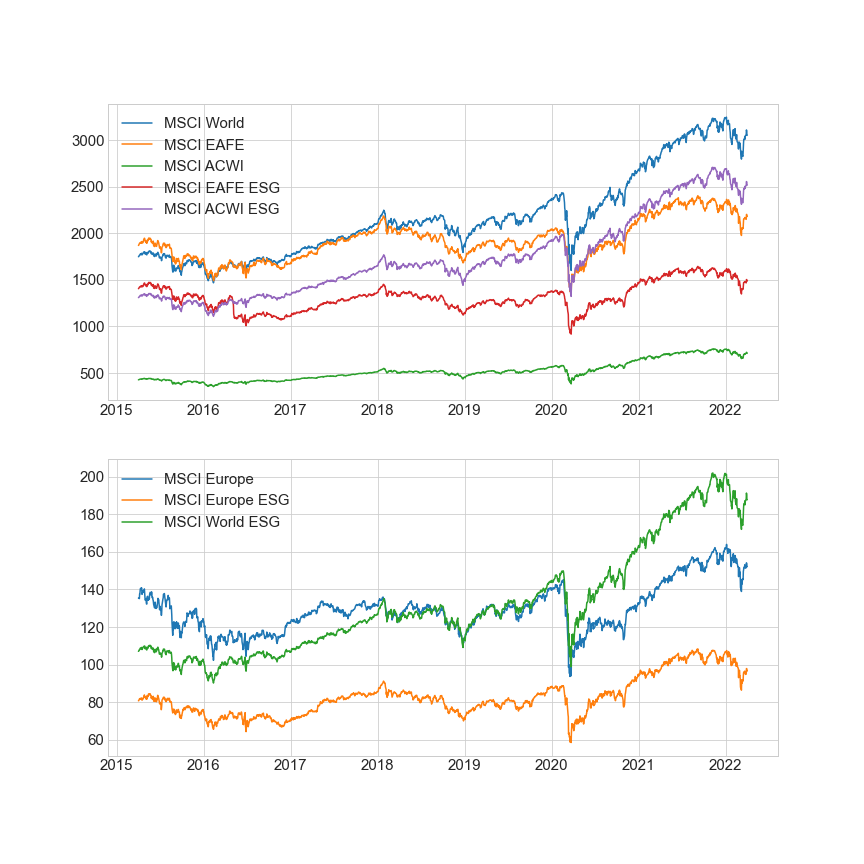 3000
2500
2000
1500
1000
500
MSCI World
MSCI EAFE
MSCI ACWI
MSCI EAFE ESG
MSCI ACWI ESG
2015 2016 2017 2018 2019 2020 2021 2022
200
180
160
140
120
100
80
60
MSCI Europe
MSCI Europe ESG
MSCI World ESG
2015 2016 2017 2018 2019 2020 2021 2022